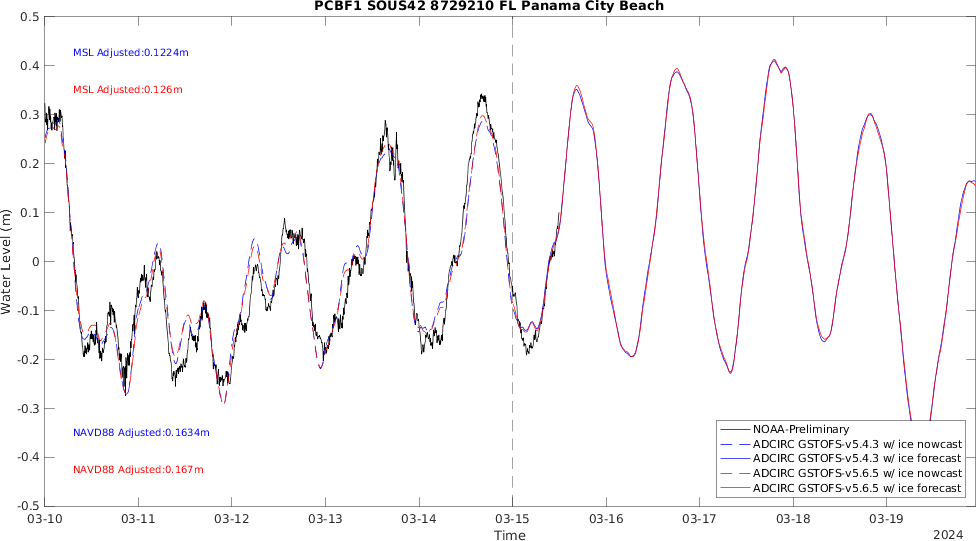 PCBF1 SOUS42 8729210 FL Panama City Beach
0.5
0.4
0.3
0.2
0.1
0
-0.1
-0.2
-0.3
-0.4
-0.5
Water Level (m)
MSL Adjusted:0.1224m
MSL Adjusted:0.126m
NAVD88 Adjusted:0.1634m
NAVD88 Adjusted:0.167m
NOAA-Preliminary
ADCIRC GSTOFS-v5.4.3 w/ ice nowcast
ADCIRC GSTOFS-v5.4.3 w/ ice forecast
ADCIRC GSTOFS-v5.6.5 w/ ice nowcast
ADCIRC GSTOFS-v5.6.5 w/ ice forecast
03-10 03-11 03-12 03-13 03-14 03-15 03-16 03-17 03-18 03-19
Time
2024